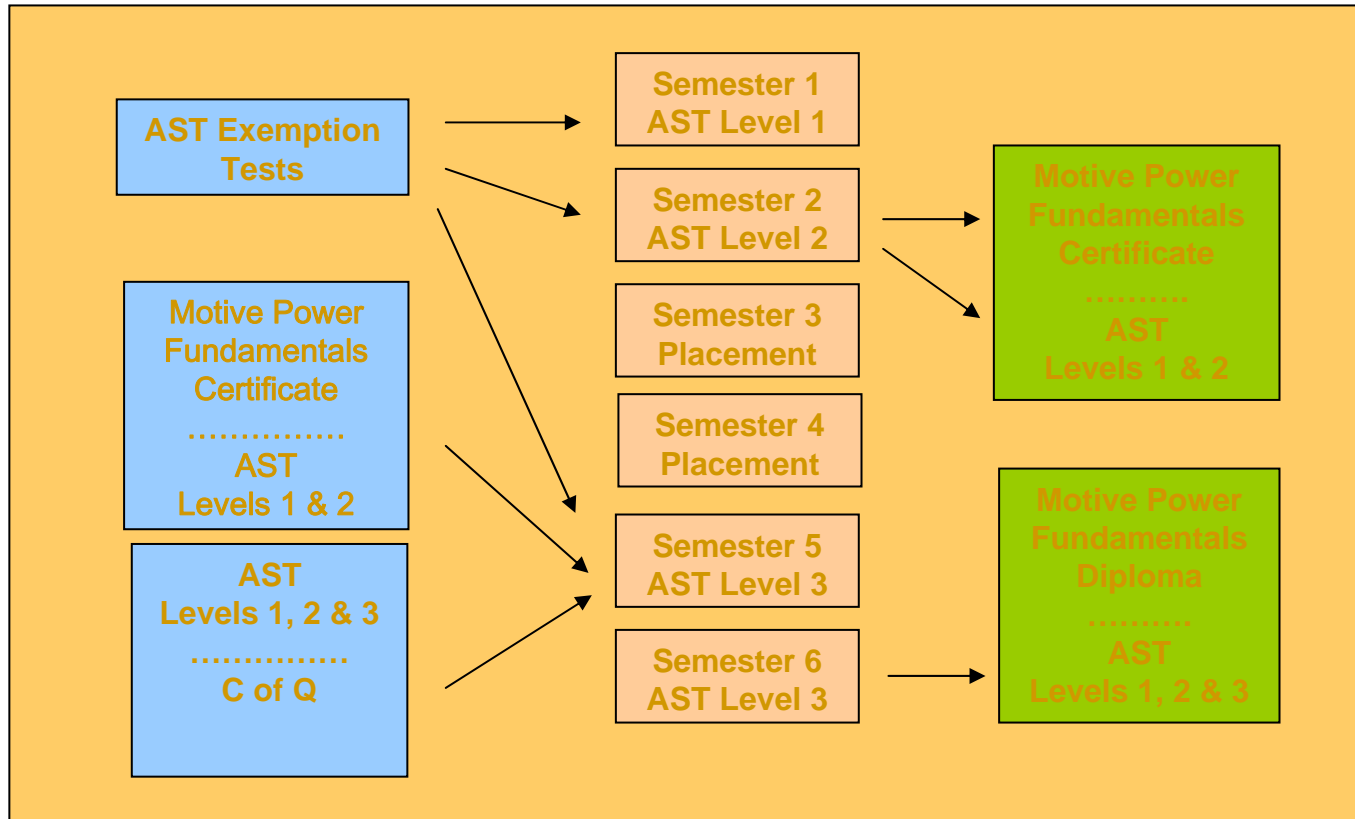 AST Exemption
Tests
Motive Power
Fundamentals
Certificate
……………
AST
Levels 1 & 2
AST
Levels 1, 2 & 3
……………
C of Q
Semester 1
AST Level 1
Semester 2
AST Level 2
Semester 3
Placement
Semester 4
Placement
Semester 5
AST Level 3
Semester 6
AST Level 3
Motive Power
Fundamentals
Certificate
……….
AST
Levels 1 & 2
Motive Power
Fundamentals
Diploma
……….
AST
Levels 1, 2 & 3